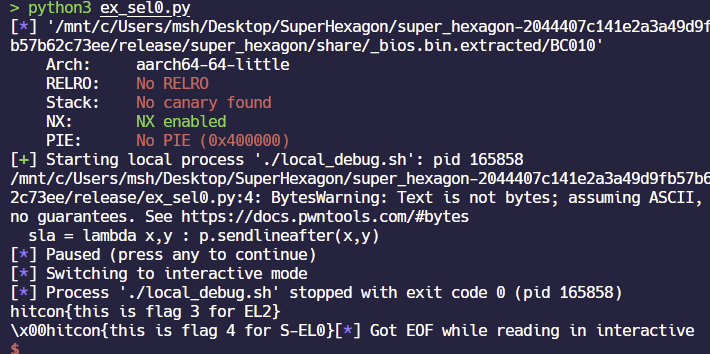 > python3 ex_sel0.py
[*] '/mnt/c/Users/msh/Desktop/SuperHexagon/super_hexagon-2044407c141e2a3a49d9f
b57b62c73ee/release/super_hexagon/share/_bios.bin.extracted/BC010'
    Arch:     aarch64-64-little
    RELRO:    No RELRO
    Stack:    No canary found
    NX:       NX enabled
    PIE:      No PIE (0x400000)
[+] Starting local process './local_debug.sh': pid 165858
/mnt/c/Users/msh/Desktop/SuperHexagon/super_hexagon-2044407c141e2a3a49d9fb57b6
2c73ee/release/ex_sel0.py:4: BytesWarning: Text is not bytes; assuming ASCII,
no guarantees. See https://docs.pwntools.com/#bytes
  sla = lambda x,y : p.sendlineafter(x,y)
[*] Paused (press any to continue)
[*] Switching to interactive mode
[*] Process './local_debug.sh' stopped with exit code 0 (pid 165858)
hitcon{this is flag 3 for EL2}
\x00hitcon{this is flag 4 for S-EL0}[*] Got EOF while reading in interactive
$